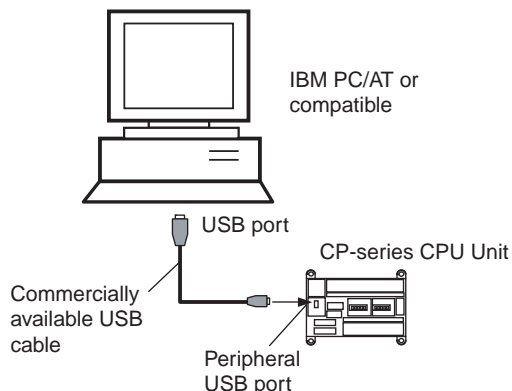 IBM PC/AT or
compatible
USB port
CP-series CPU Unit
Commercially
available USB
cable
Peripheral
USB port